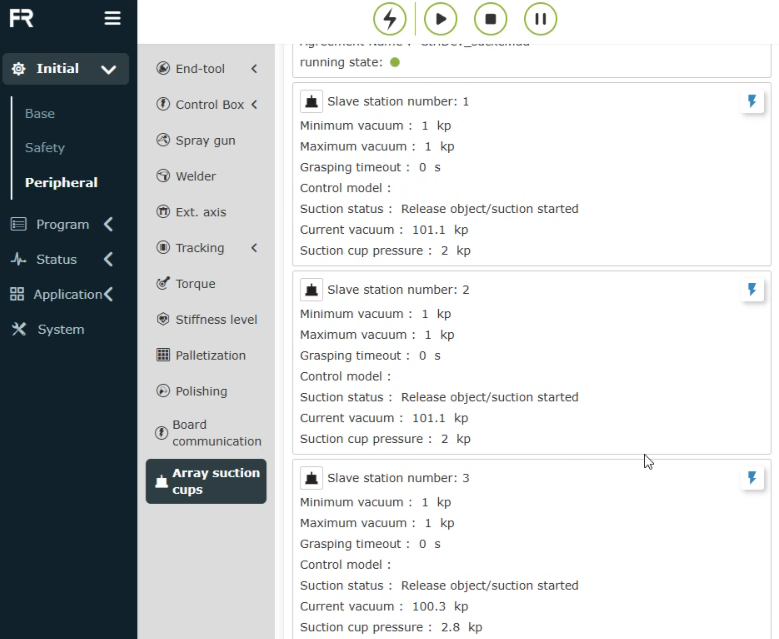 FR
Initial
Base
Safety
Peripheral
Program
Status
Application
System
End-tool
Control Box
Spray gun
Welder
Ext. axis
Tracking
Torque
Stiffness level
Palletization
Polishing
Board
communication
Array suction
cups
running state:
Slave station number: 1
Minimum vacuum : 1 kp
Maximum vacuum : 1 kp
Grasping timeout : 0 s
Control model :
Suction status : Release object/suction started
Current vacuum : 101.1 kp
Suction cup pressure : 2 kp
Slave station number: 2
Minimum vacuum : 1 kp
Maximum vacuum : 1 kp
Grasping timeout : 0 s
Control model :
Suction status : Release object/suction started
Current vacuum : 101.1 kp
Suction cup pressure : 2 kp
Slave station number: 3
Minimum vacuum : 1 kp
Maximum vacuum : 1 kp
Grasping timeout : 0 s
Control model :
Suction status : Release object/suction started
Current vacuum : 100.3 kp
Suction cup pressure : 2.8 kp